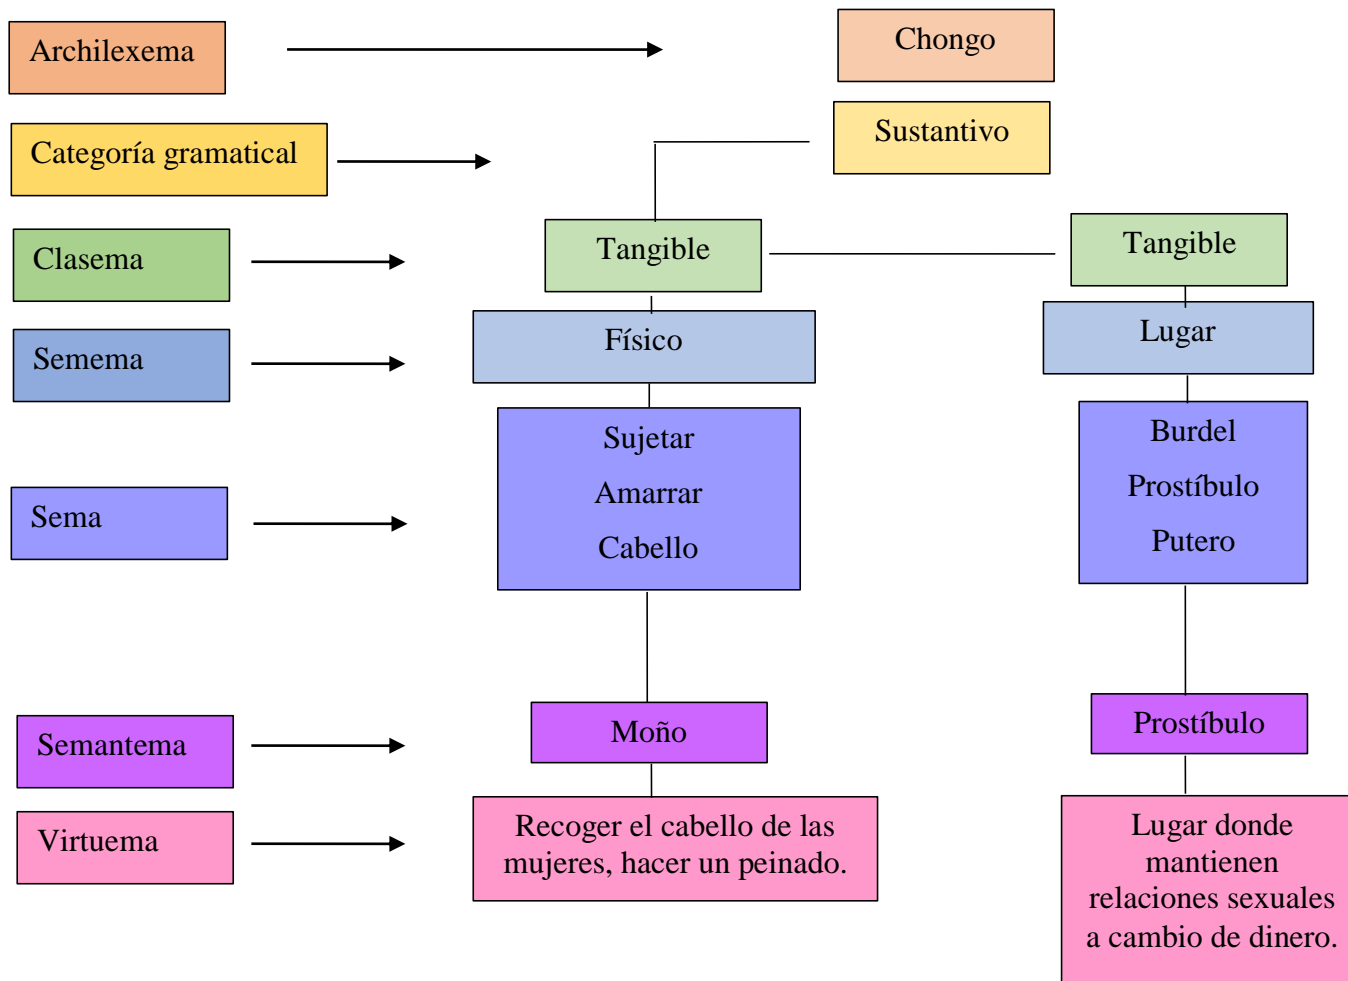 Archilexema
Chongo
Categoría gramatical
Sustantivo
Clasema
Tangible
Tangible
Semema
Físico
Lugar
Sema
Sujetar
Amarrar
Cabello
Burdel
Prostíbulo
Putero
Semantema
Moño
Prostíbulo
Virtuema
Recoger el cabello de las
mujeres, hacer un peinado.
Lugar donde
mantienen
relaciones sexuales
a cambio de dinero.